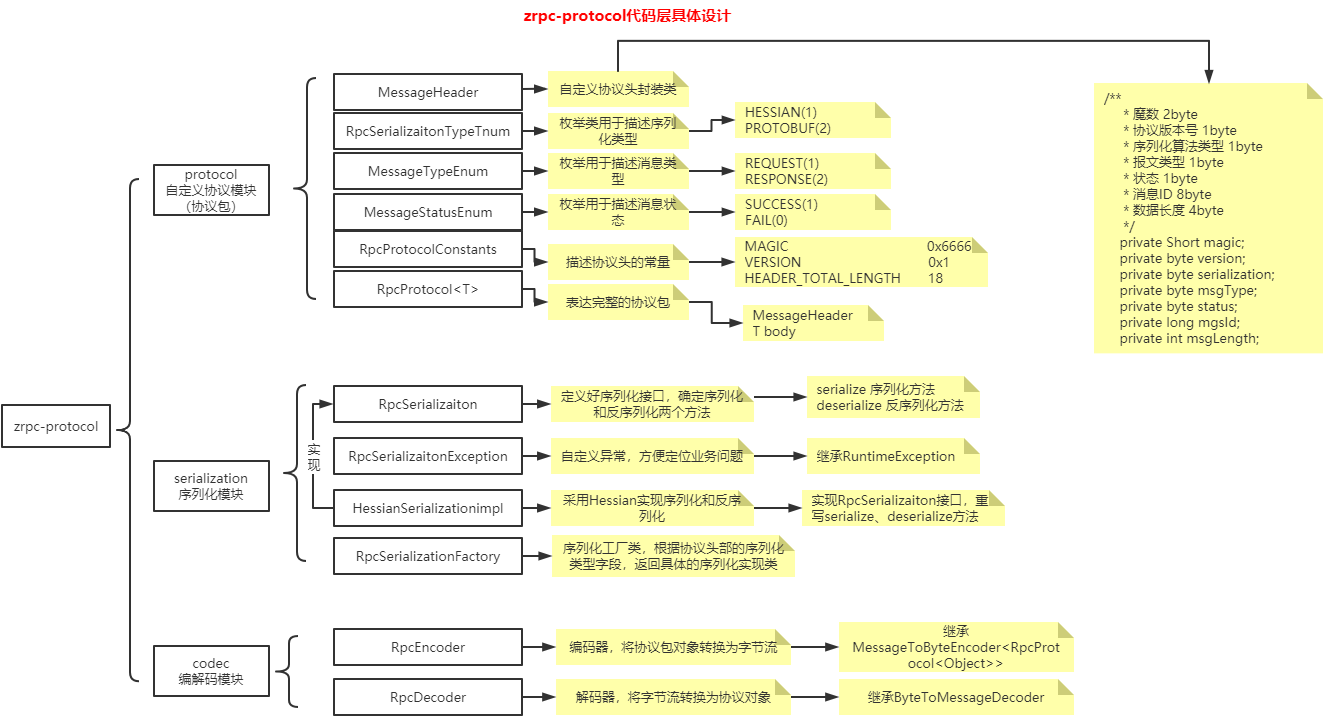 zrpc-protocol代码层具体设计
zrpc-protocol
protocol
自定义协议模块
（协议包）
MessageHeader
自定义协议头封装类
/**
* 魔数 2byte
* 协议版本号 1byte
* 序列化算法类型 1byte
* 报文类型 1byte
* 状态 1byte
* 消息ID 8byte
* 数据长度 4byte
*/
private Short magic;
private byte version;
private byte serialization;
private byte msgType;
private byte status;
private long mgsId;
private int msgLength;
RpcSerializaitonTypeTnum
枚举类用于描述序列
化类型
HESSIAN(1)
PROTOBUF(2)
MessageTypeEnum
枚举用于描述消息类
型
REQUEST(1)
RESPONSE(2)
MessageStatusEnum
枚举用于描述消息状
态
SUCCESS(1)
FAIL(0)
RpcProtocolConstants
描述协议头的常量
MAGIC 0x6666
VERSION 0x1
HEADER_TOTAL_LENGTH 18
RpcProtocol<T>
表达完整的协议包
MessageHeader
T body
serialization
序列化模块
实
现
RpcSerializaiton
定义好序列化接口，确定序列化
和反序列化两个方法
serialize 序列化方法
deserialize 反序列化方法
RpcSerializaitonException
自定义异常，方便定位业务问题
继承RuntimeException
HessianSerializationimpl
采用Hessian实现序列化和反序
列化
实现RpcSerializaiton接口，重
写serialize、deserialize方法
RpcSerializationFactory
序列化工厂类，根据协议头部的序列化
类型字段，返回具体的序列化实现类
codec
编解码模块
RpcEncoder
编码器，将协议包对象转换为字节流
继承
MessageToByteEncoder<RpcProt
ocol<Object>>
RpcDecoder
解码器，将字节流转换为协议对象
继承ByteToMessageDecoder